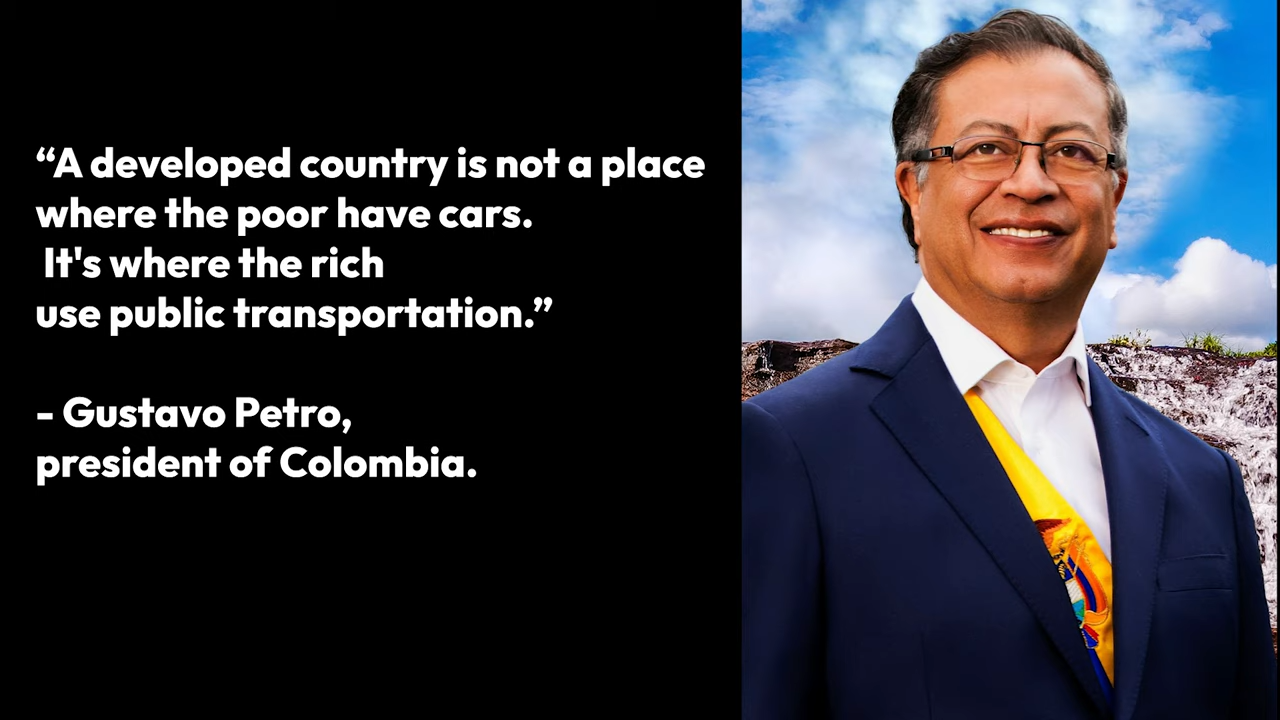 “A developed country is not a place
where the poor have cars.
It's where the rich
use public transportation.”
- Gustavo Petro,
president of Colombia.